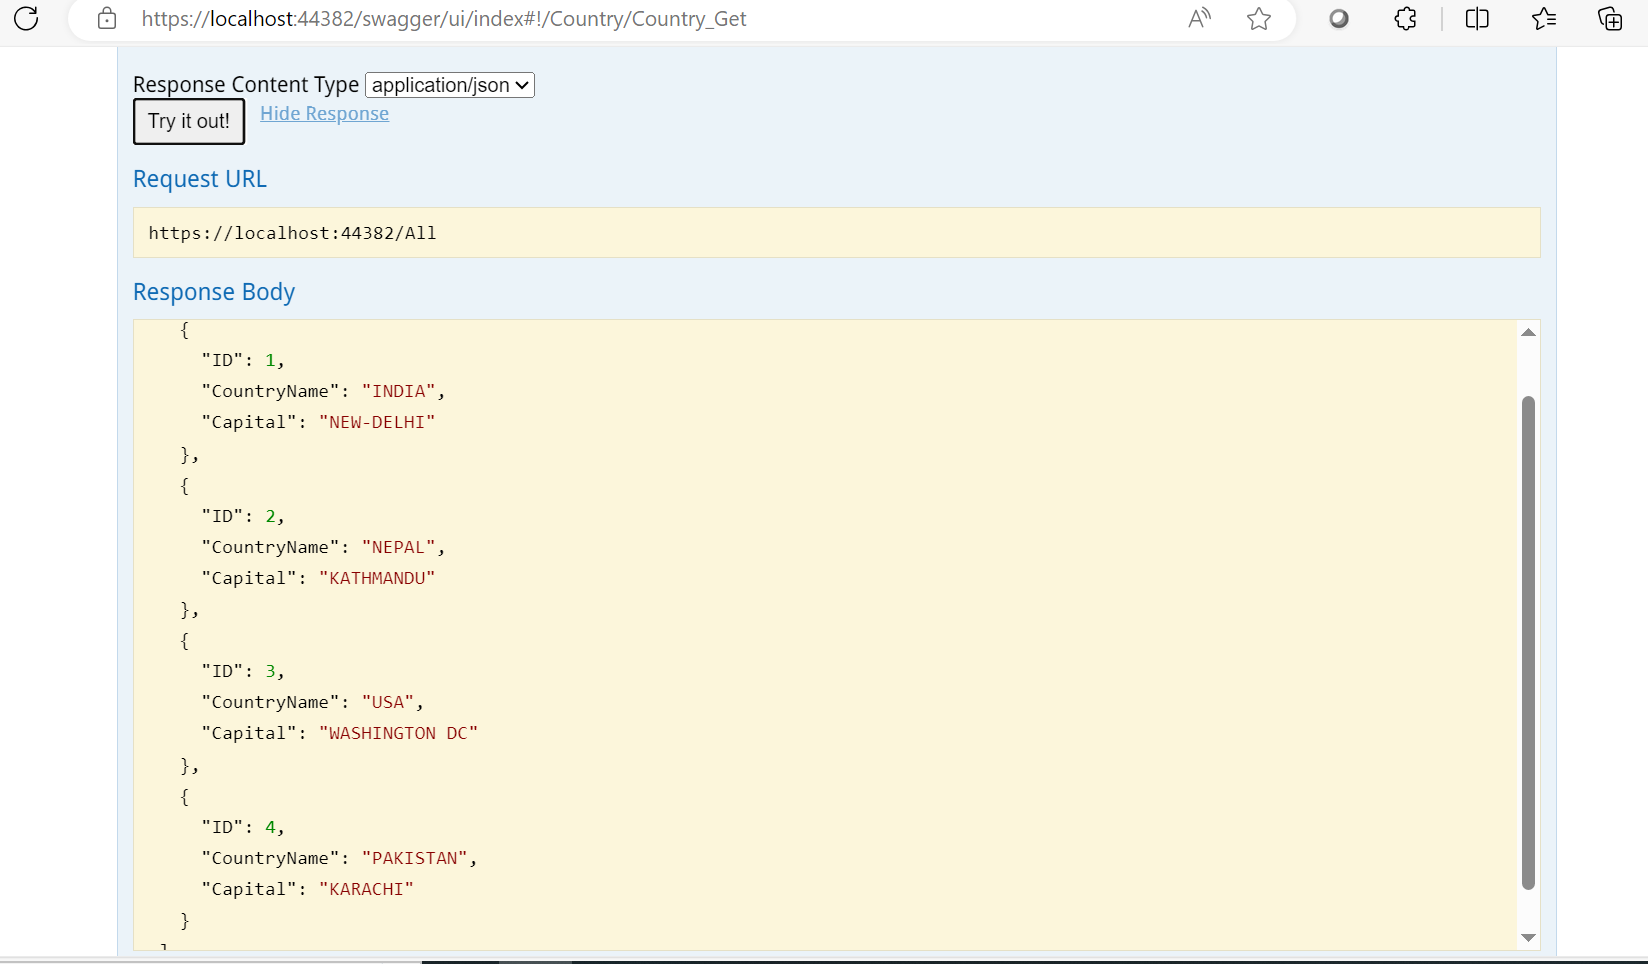 https://localhost:44382/swagger/ui/index#!/Country/Country_Get
Response Content Type application/json
Try it out! Hide Response
Request URL
https://localhost:44382/All
Response Body
{
"ID": 1,
"CountryName": "INDIA",
"Capital": "NEW-DELHI"
},
{
"ID": 2,
"CountryName": "NEPAL",
"Capital": "KATHMANDU"
},
{
"ID": 3,
"CountryName": "USA",
"Capital": "WASHINGTON DC"
},
{
"ID": 4,
"CountryName": "PAKISTAN",
"Capital": "KARACHI"
}
]